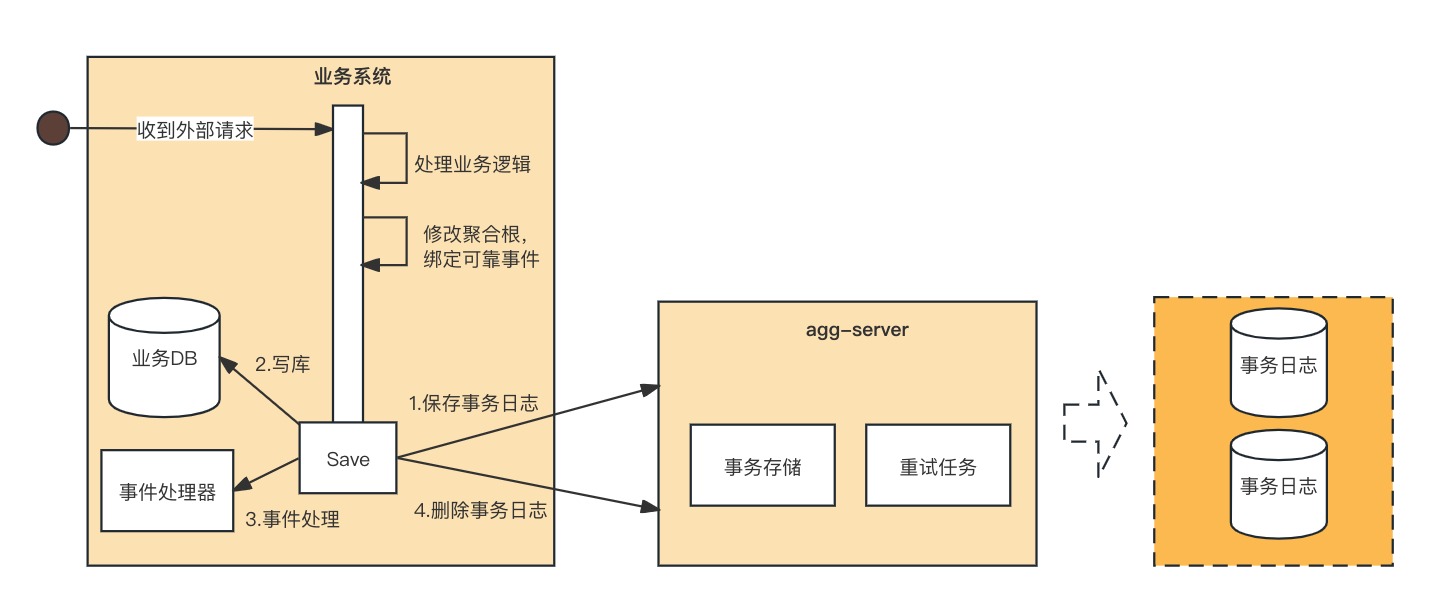 业务系统
收到外部请求
处理业务逻辑
修改聚合根，
绑定可靠事件
业务DB
2.写库
1.保存事务日志
Save
事件处理器
3.事件处理
4.删除事务日志
agg-server
事务存储
重试任务
事务日志
事务日志